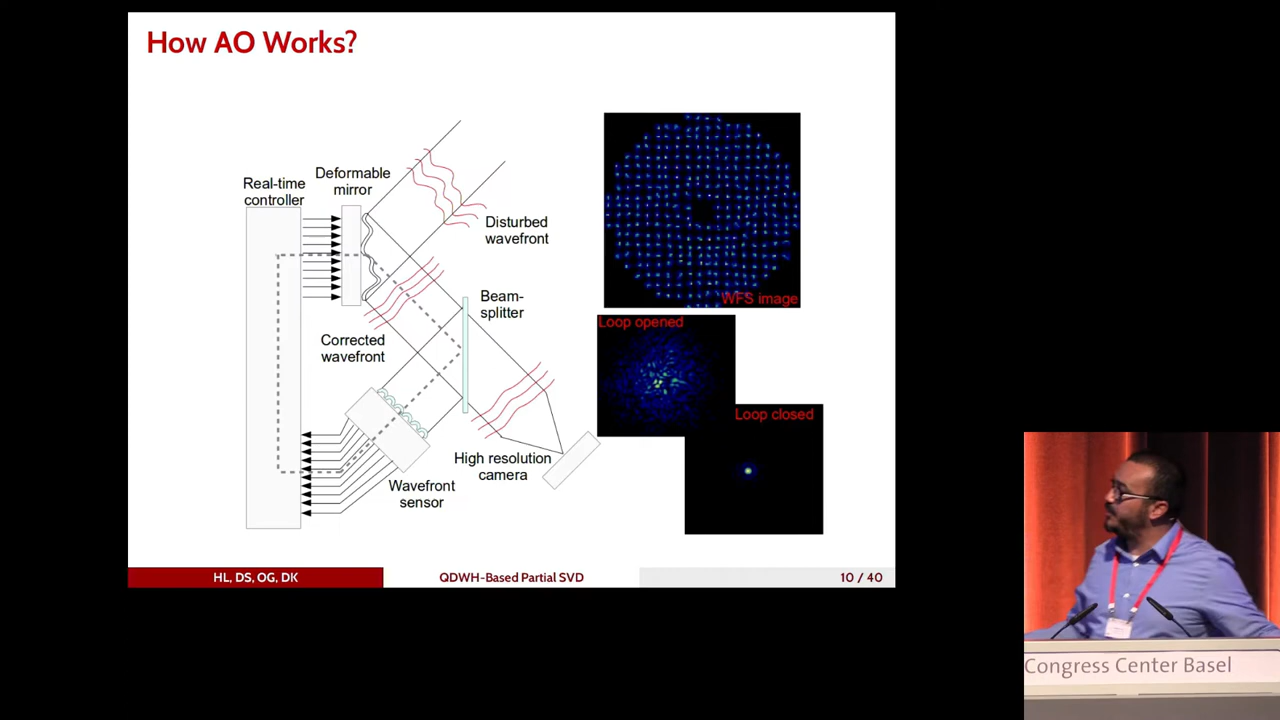 How AO Works?
Real-time
controller
Deformable
mirror
Disturbed
wavefront
Beam-
splitter
Corrected
wavefront
High resolution
camera
Wavefront
sensor
WFS image
Loop opened
Loop closed
HL, DS, OG, DK
QDWH-Based Partial SVD
10 / 40
Congress Center Basel